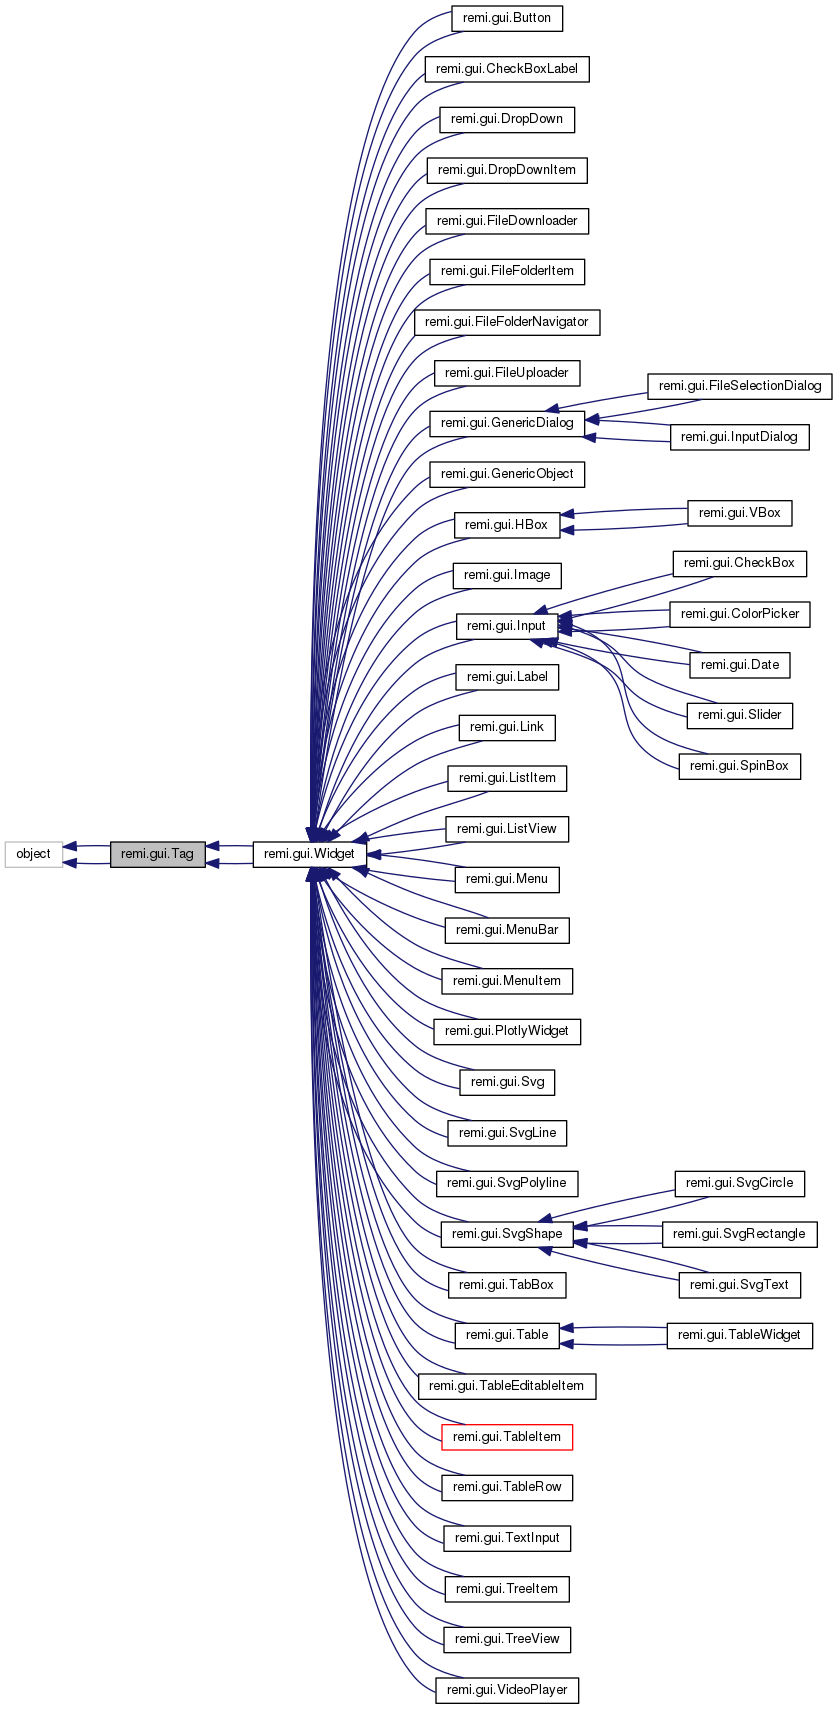 object
remi.gui.Tag
remi.gui.Widget
remi.gui.Button
remi.gui.CheckBoxLabel
remi.gui.DropDown
remi.gui.DropDownItem
remi.gui.FileDownloader
remi.gui.FileFolderItem
remi.gui.FileFolderNavigator
remi.gui.FileUploader
remi.gui.GenericDialog
remi.gui.GenericObject
remi.gui.HBox
remi.gui.Image
remi.gui.Input
remi.gui.Label
remi.gui.Link
remi.gui.ListItem
remi.gui.ListView
remi.gui.Menu
remi.gui.MenuBar
remi.gui.MenuItem
remi.gui.PlotlyWidget
remi.gui.Svg
remi.gui.SvgLine
remi.gui.SvgPolyline
remi.gui.SvgShape
remi.gui.TabBox
remi.gui.Table
remi.gui.TableEditableItem
remi.gui.TableItem
remi.gui.TableRow
remi.gui.TextInput
remi.gui.TreeItem
remi.gui.TreeView
remi.gui.VideoPlayer
remi.gui.FileSelectionDialog
remi.gui.InputDialog
remi.gui.VBox
remi.gui.CheckBox
remi.gui.ColorPicker
remi.gui.Date
remi.gui.Slider
remi.gui.SpinBox
remi.gui.SvgCircle
remi.gui.SvgRectangle
remi.gui.SvgText
remi.gui.TableWidget